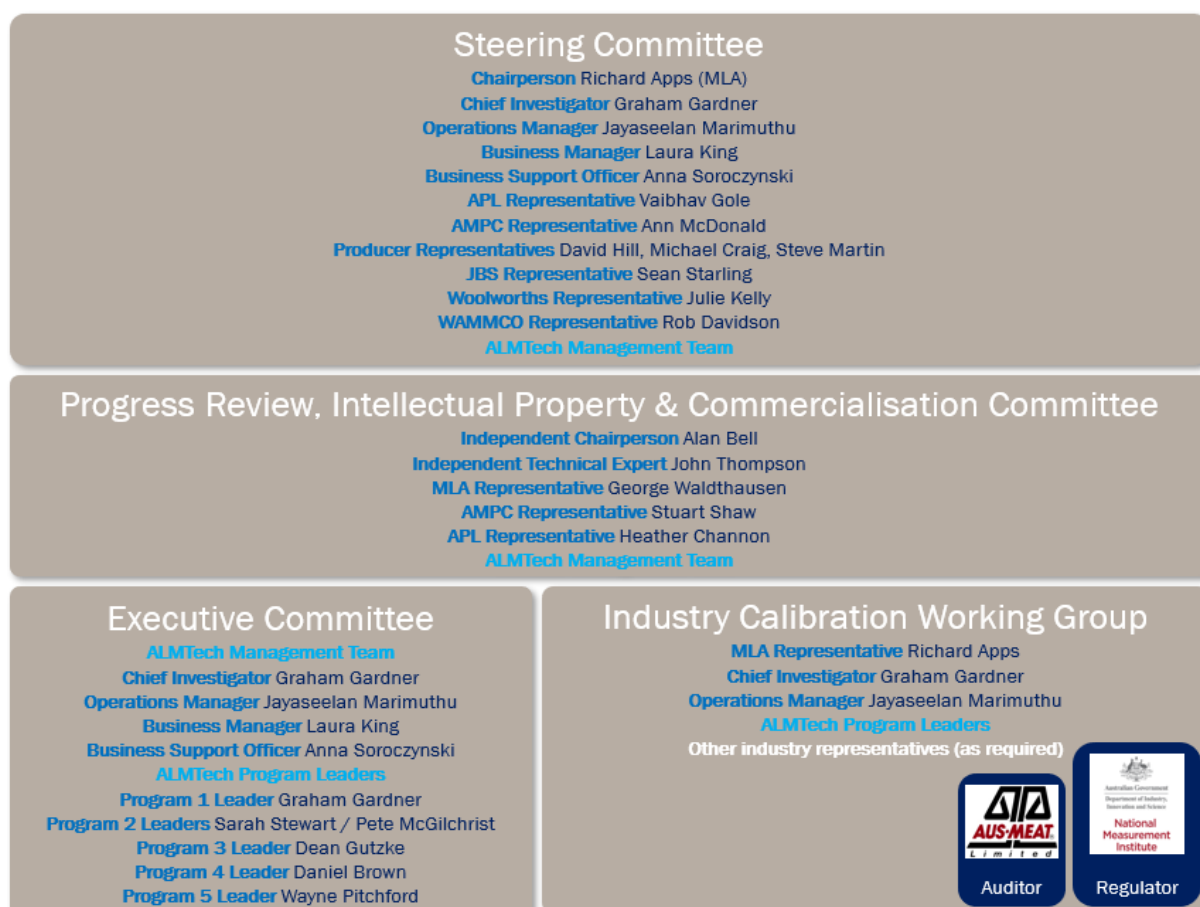 Steering Committee
Chairperson Richard Apps (MLA)
Chief Investigator Graham Gardner
Operations Manager Jayaseelan Marimuthu
Business Manager Laura King
Business Support Officer Anna Soroczynski
APL Representative Vaibhav Gole
AMPC Representative Ann McDonald
Producer Representatives David Hill, Michael Craig, Steve Martin
JBS Representative Sean Starling
Woolworths Representative Julie Kelly
WAMMCO Representative Rob Davidson
ALMTech Management Team
Progress Review, Intellectual Property & Commercialisation Committee
Independent Chairperson Alan Bell
Independent Technical Expert John Thompson
MLA Representative George Waldthausen
AMPC Representative Stuart Shaw
APL Representative Heather Channon
ALMTech Management Team
Executive Committee
ALMTech Management Team
Chief Investigator Graham Gardner
Operations Manager Jayaseelan Marimuthu
Business Manager Laura King
Business Support Officer Anna Soroczynski
ALMTech Program Leaders
Program 1 Leader Graham Gardner
Program 2 Leaders Sarah Stewart / Pete McGilchrist
Program 3 Leader Dean Gutzke
Program 4 Leader Daniel Brown
Program 5 Leader Wayne Pitchford
Industry Calibration Working Group
MLA Representative Richard Apps
Chief Investigator Graham Gardner
Operations Manager Jayaseelan Marimuthu
ALMTech Program Leaders
Other industry representatives (as required)
AUS-MEAT
Limited
Auditor
Australian Government
Department of Industry,
Innovation and Science
National
Measurement
Institute
Regulator